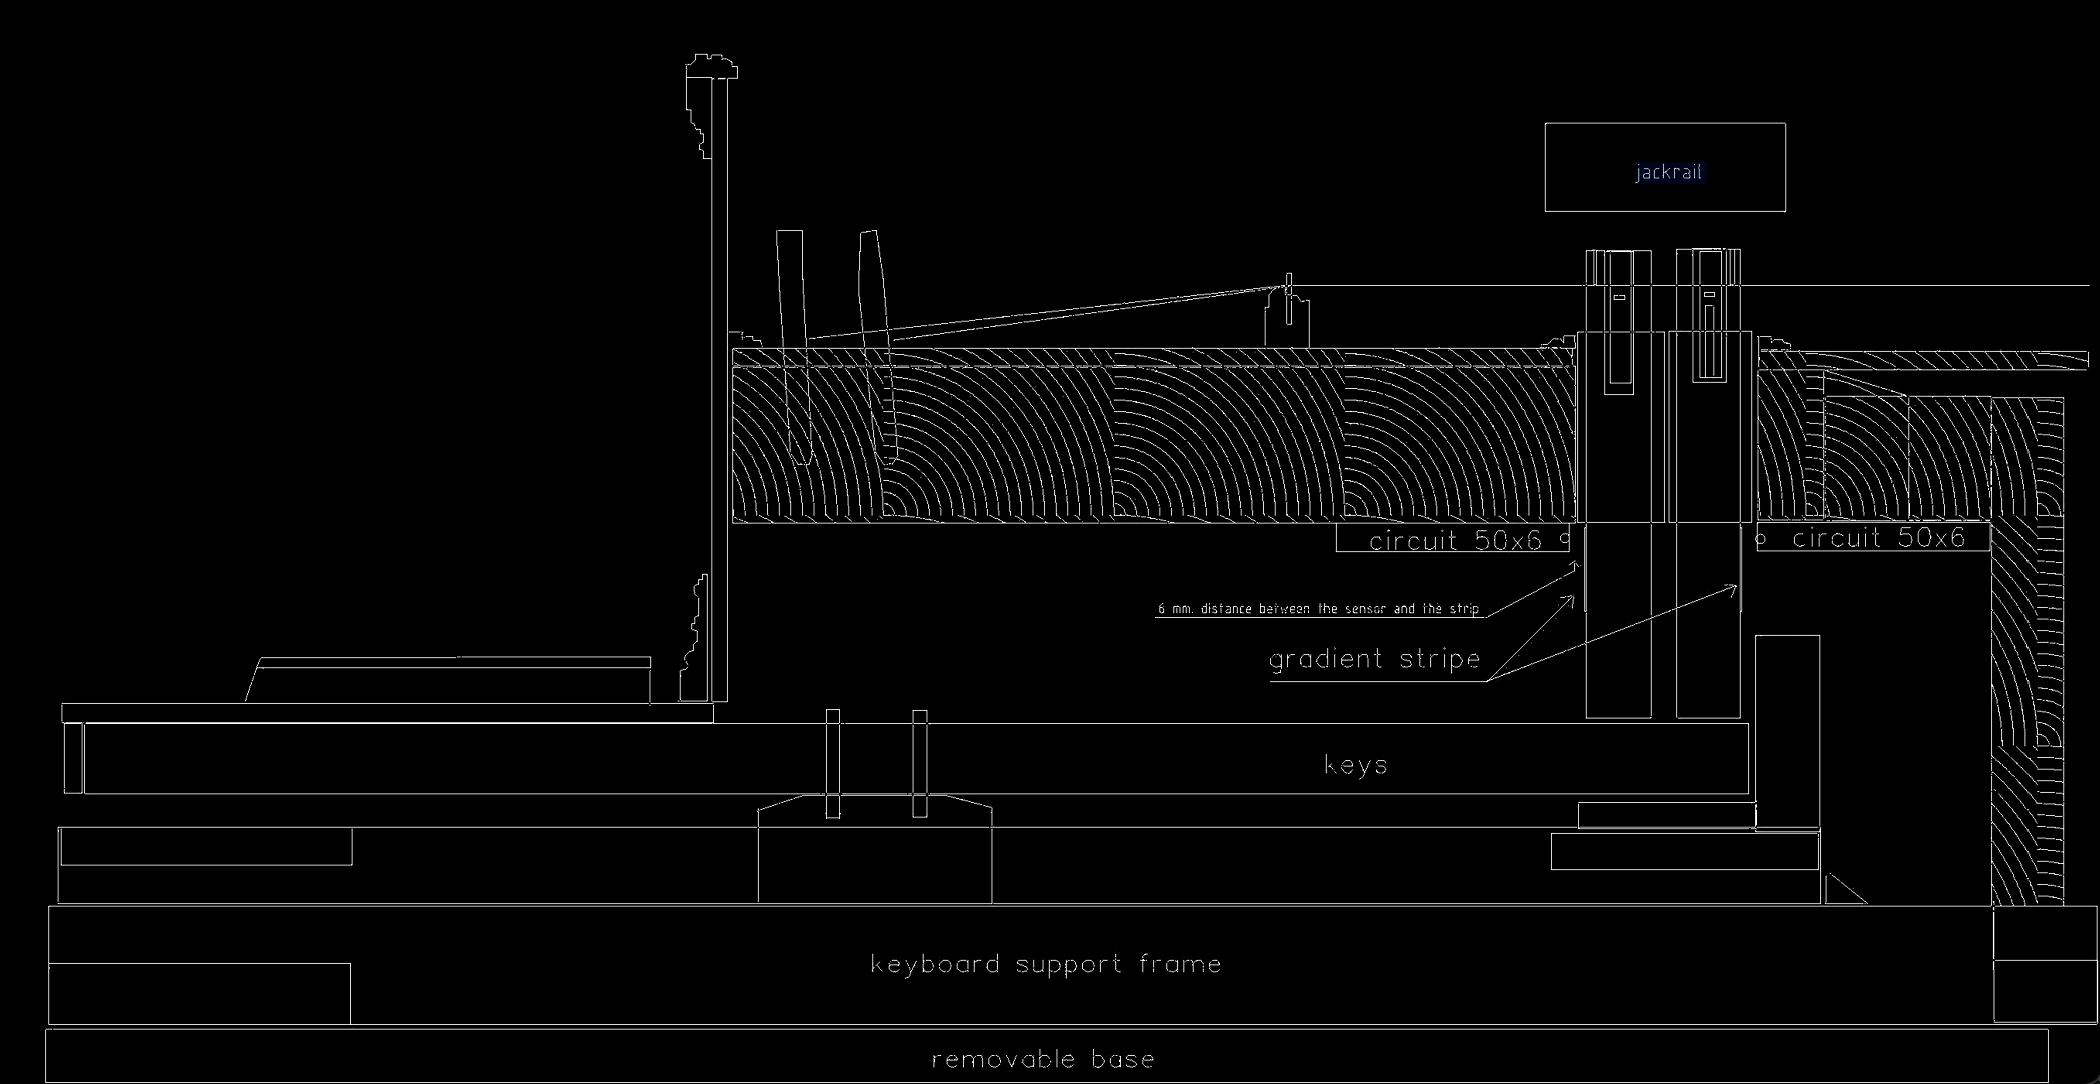 jackrail
circuit 50x6
circuit 50x6
6 mm. distance between the sensor and the strip
gradient stripe
keys
keyboard support frame
removable base